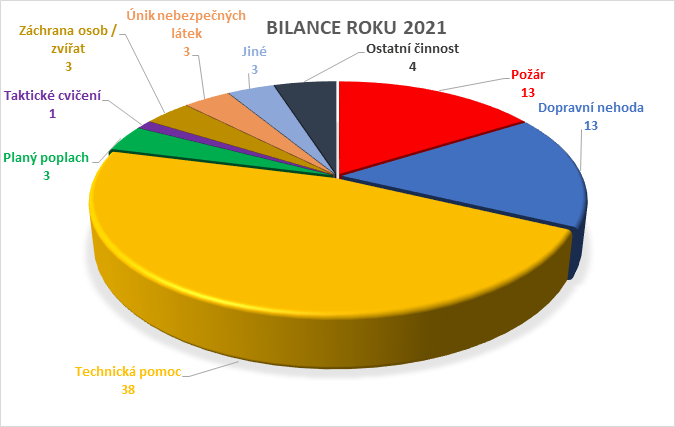 BILANCE ROKU 2021
Požár
13
Dopravní nehoda
13
Technická pomoc
38
Planý poplach
3
Taktické cvičení
1
Záchrana osob /
zvířat
3
Únik nebezpečných
látek
3
Jiné
3
Ostatní činnost
4